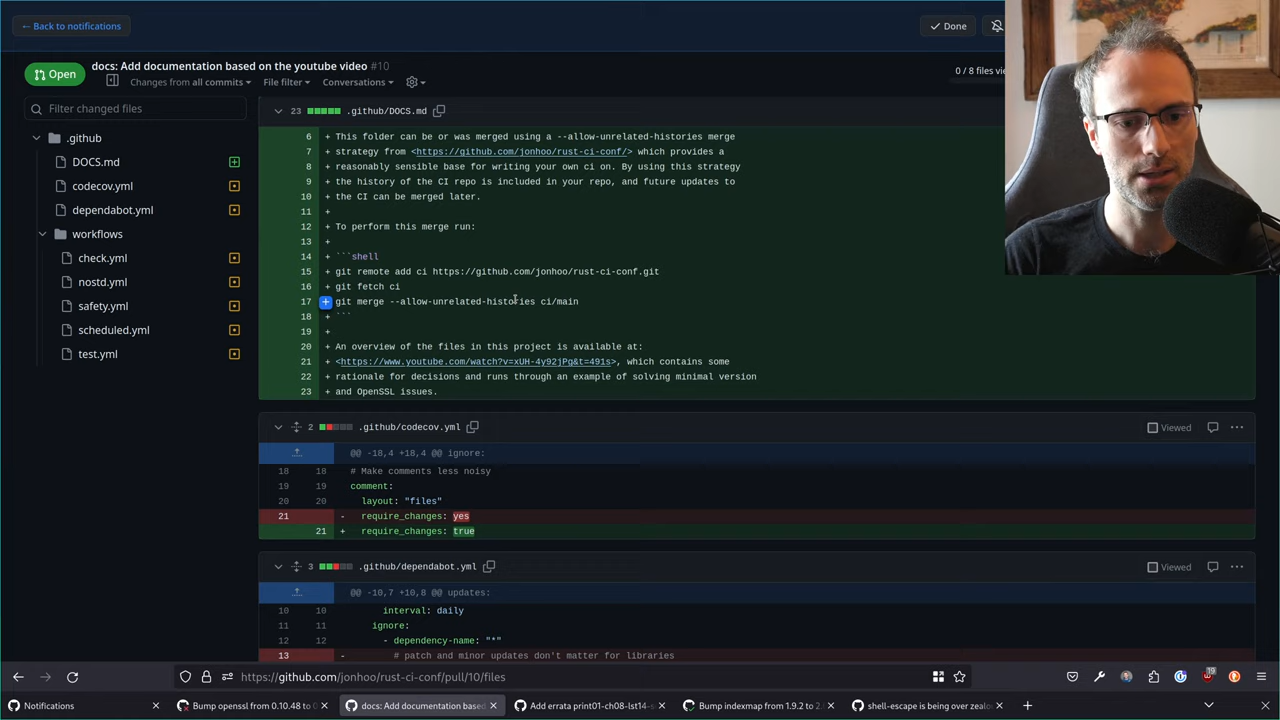 ← Back to notifications
Done
Open
docs: Add documentation based on the youtube video #10
Changes from all commits
File filter
Conversations
0 / 8 files vie
Filter changed files
.github
DOCS.md
codecov.yml
dependabot.yml
workflows
check.yml
nostd.yml
safety.yml
scheduled.yml
test.yml
23 .github/DOCS.md
6 + This folder can be or was merged using a --allow-unrelated-histories merge
7 + strategy from <https://github.com/jonhoo/rust-ci-conf/> which provides a
8 + reasonably sensible base for writing your own ci on. By using this strategy
9 + the history of the CI repo is included in your repo, and future updates to
10 + the CI can be merged later.
11 +
12 + To perform this merge run:
13 +
14 + ```shell
15 + git remote add ci https://github.com/jonhoo/rust-ci-conf.git
16 + git fetch ci
17 + git merge --allow-unrelated-histories ci/main
18 + ```
19 +
20 + An overview of the files in this project is available at:
21 + <https://www.youtube.com/watch?v=xUH-4y92jPg&t=491s>, which contains some
22 + rationale for decisions and runs through an example of solving minimal version
23 + and OpenSSL issues.
2 .github/codecov.yml
Viewed
@@ -18,4 +18,4 @@ ignore:
18 18 # Make comments less noisy
19 19 comment:
20 20 layout: "files"
21 - require_changes: yes
21 + require_changes: true
3 .github/dependabot.yml
Viewed
@@ -10,7 +10,8 @@ updates:
10 10 interval: daily
11 11 ignore:
12 12 - dependency-name: "*"
13 - # patch and minor updates don't matter for libraries
https://github.com/jonhoo/rust-ci-conf/pull/10/files
19
Notifications
Bump openssl from 0.10.48 to
docs: Add documentation based
Add errata print01-ch08-lst14-s
Bump indexmap from 1.9.2 to 2.
shell-escape is being over zealo